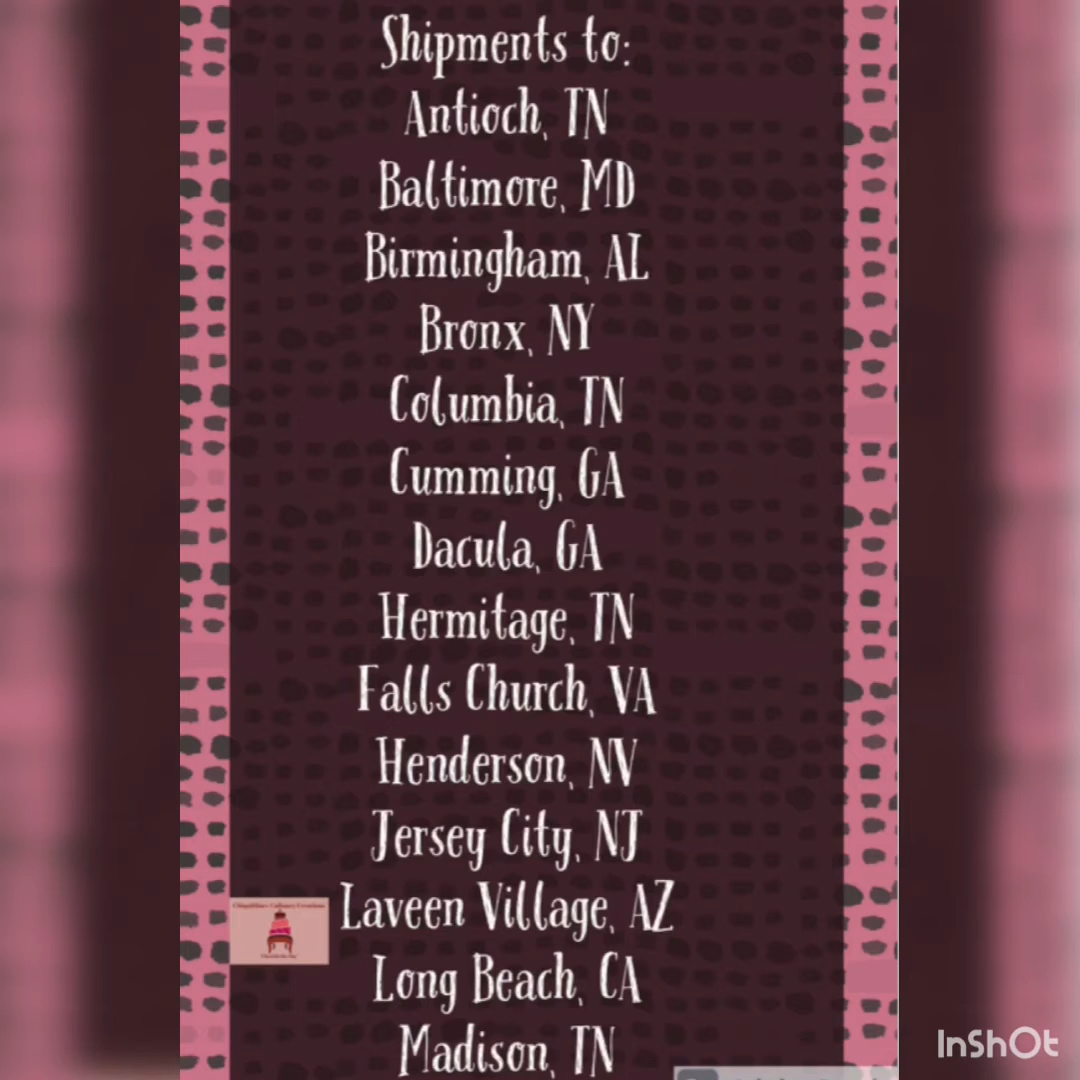 Shipments to:
Antioch, TN
Baltimore, MD
Birmingham, AL
Bronx, NY
Columbia, TN
Cumming, GA
Dacula, GA
Hermitage, TN
Falls Church, VA
Henderson, NV
Jersey City, NJ
Laveen Village, AZ
Long Beach, CA
Madison, TN
InShOt